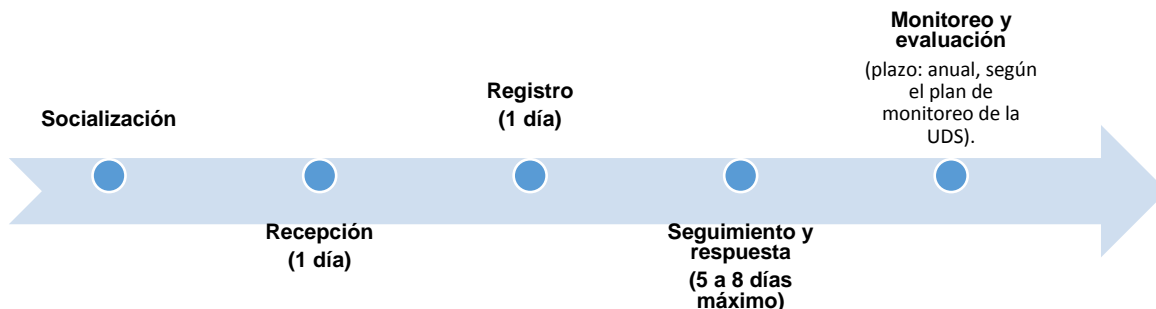 Socialización
Recepción
(1 día)
Registro
(1 día)
Seguimiento y
respuesta
(5 a 8 días
máximo)
Monitoreo y
evaluación
(plazo: anual, según
el plan de
monitoreo de la
UDS).